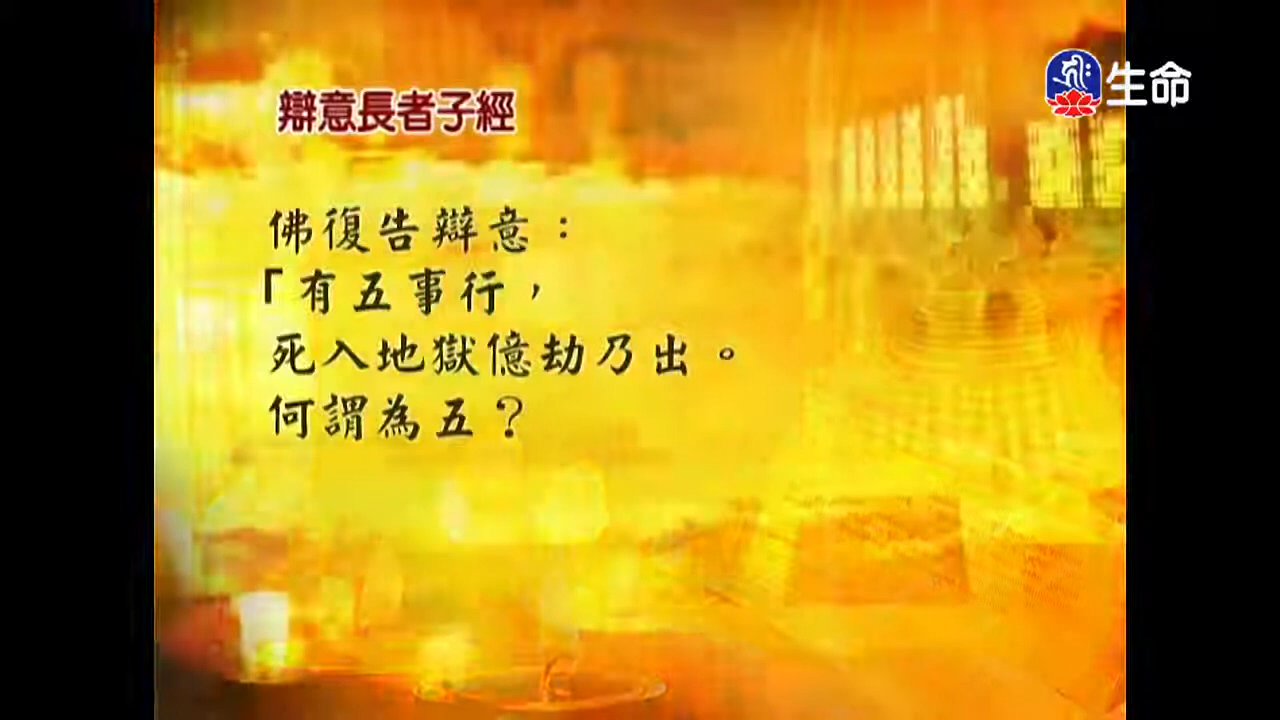 生命
辯意長者子經
佛復告辯意：
「有五事行，
死入地獄億劫乃出。
何謂為五？